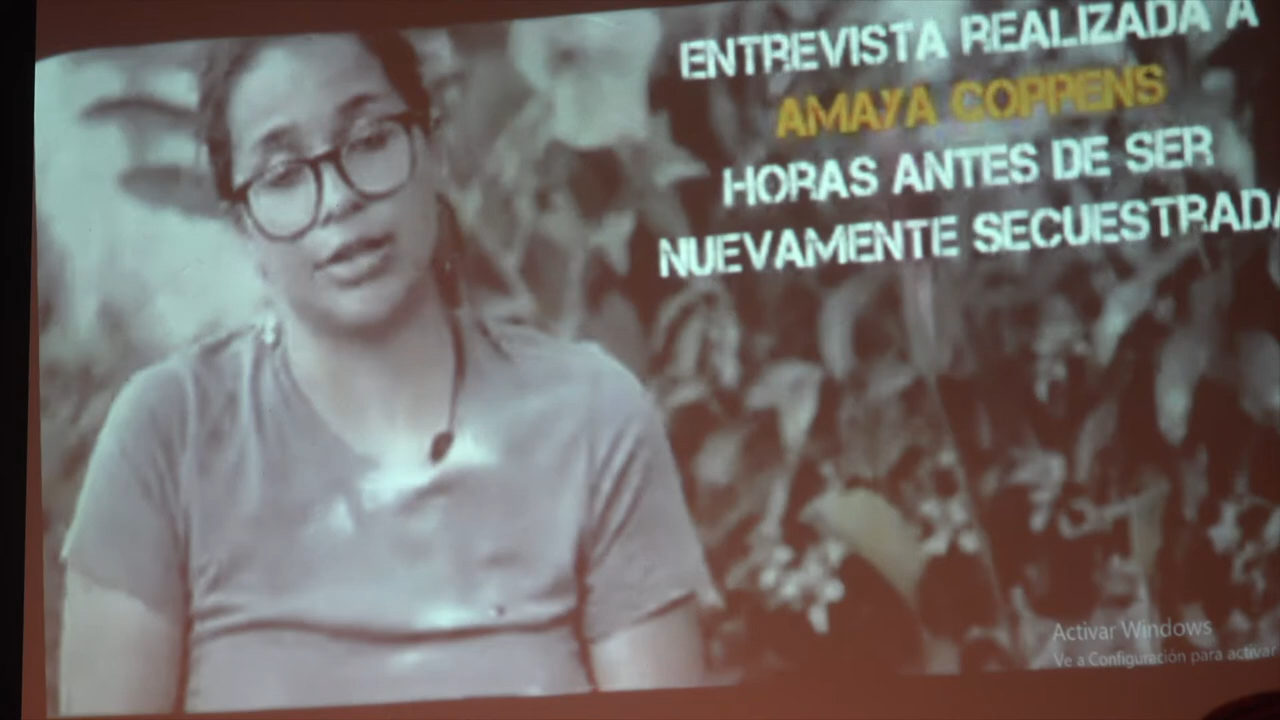 ENTREVISTA REALIZADA A
AMAYA COPPENS
HORAS ANTES DE SER
NUEVAMENTE SECUESTRADA
Activar Windows
Ve a Configuración para activar